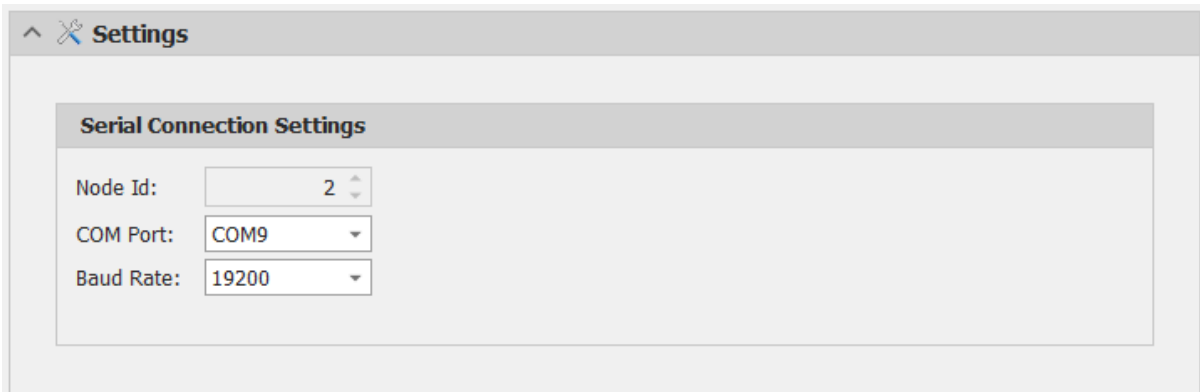 Settings
Serial Connection Settings
Node Id: 2
COM Port: COM9
Baud Rate: 19200